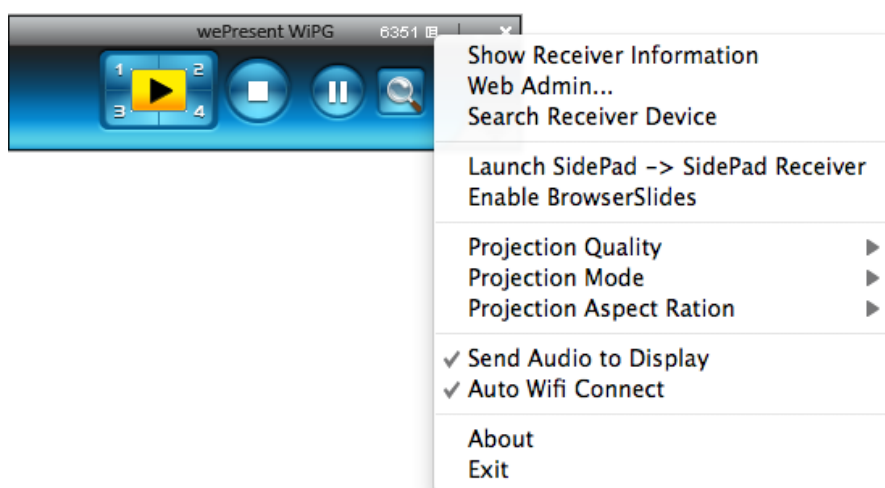 wePresent WiPG 6351
1 2
3 4
Show Receiver Information
Web Admin...
Search Receiver Device
Launch SidePad -> SidePad Receiver
Enable BrowserSlides
Projection Quality
Projection Mode
Projection Aspect Ration
Send Audio to Display
Auto Wifi Connect
About
Exit